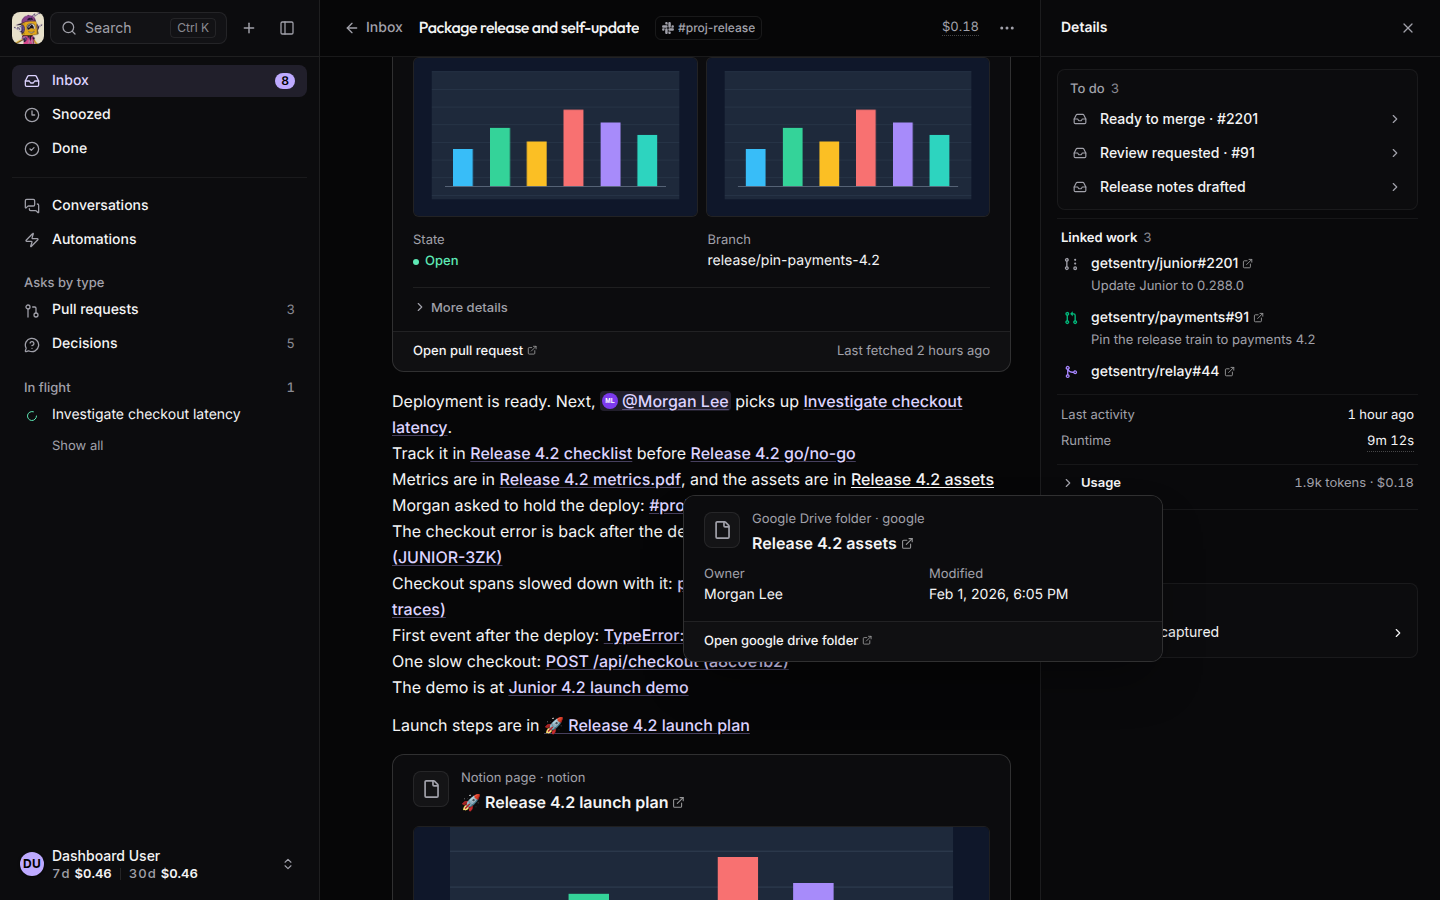 Search
Ctrl K
Inbox
8
Snoozed
Done
Conversations
Automations
Asks by type
Pull requests
3
Decisions
5
In flight
1
Investigate checkout latency
Show all
DU
Dashboard User
7d $0.46 30d $0.46
Inbox
Package release and self-update
#proj-release
$0.18
State
Open
Branch
release/pin-payments-4.2
More details
Open pull request
Last fetched 2 hours ago
Deployment is ready. Next, ML @Morgan Lee picks up Investigate checkout
latency.
Track it in Release 4.2 checklist before Release 4.2 go/no-go
Metrics are in Release 4.2 metrics.pdf, and the assets are in Release 4.2 assets
Morgan asked to hold the deploy: #pro
The checkout error is back after the de
(JUNIOR-3ZK)
Checkout spans slowed down with it: p
traces)
First event after the deploy: TypeError:
One slow checkout: POST /api/checkout
The demo is at Junior 4.2 launch demo
Launch steps are in 🚀 Release 4.2 launch plan
Notion page · notion
🚀 Release 4.2 launch plan
Google Drive folder · google
Release 4.2 assets
Owner
Morgan Lee
Modified
Feb 1, 2026, 6:05 PM
Open google drive folder
Details
To do 3
Ready to merge · #2201
Review requested · #91
Release notes drafted
Linked work 3
getsentry/junior#2201
Update Junior to 0.288.0
getsentry/payments#91
Pin the release train to payments 4.2
getsentry/relay#44
Last activity
1 hour ago
Runtime
9m 12s
Usage
1.9k tokens · $0.18
captured